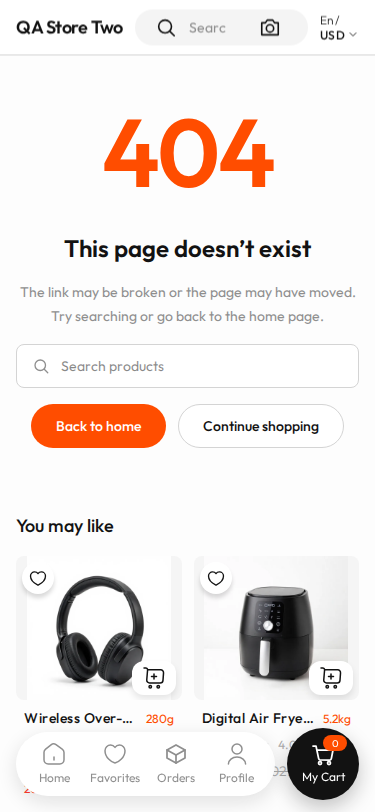 QA Store Two
Searc
En/
USD
404
This page doesn’t exist
The link may be broken or the page may have moved.
Try searching or go back to the home page.
Search products
Back to home
Continue shopping
You may like
Wireless Over-...
280g
Digital Air Frye...
5.2kg
Home
Favorites
Orders
Profile
0
My Cart